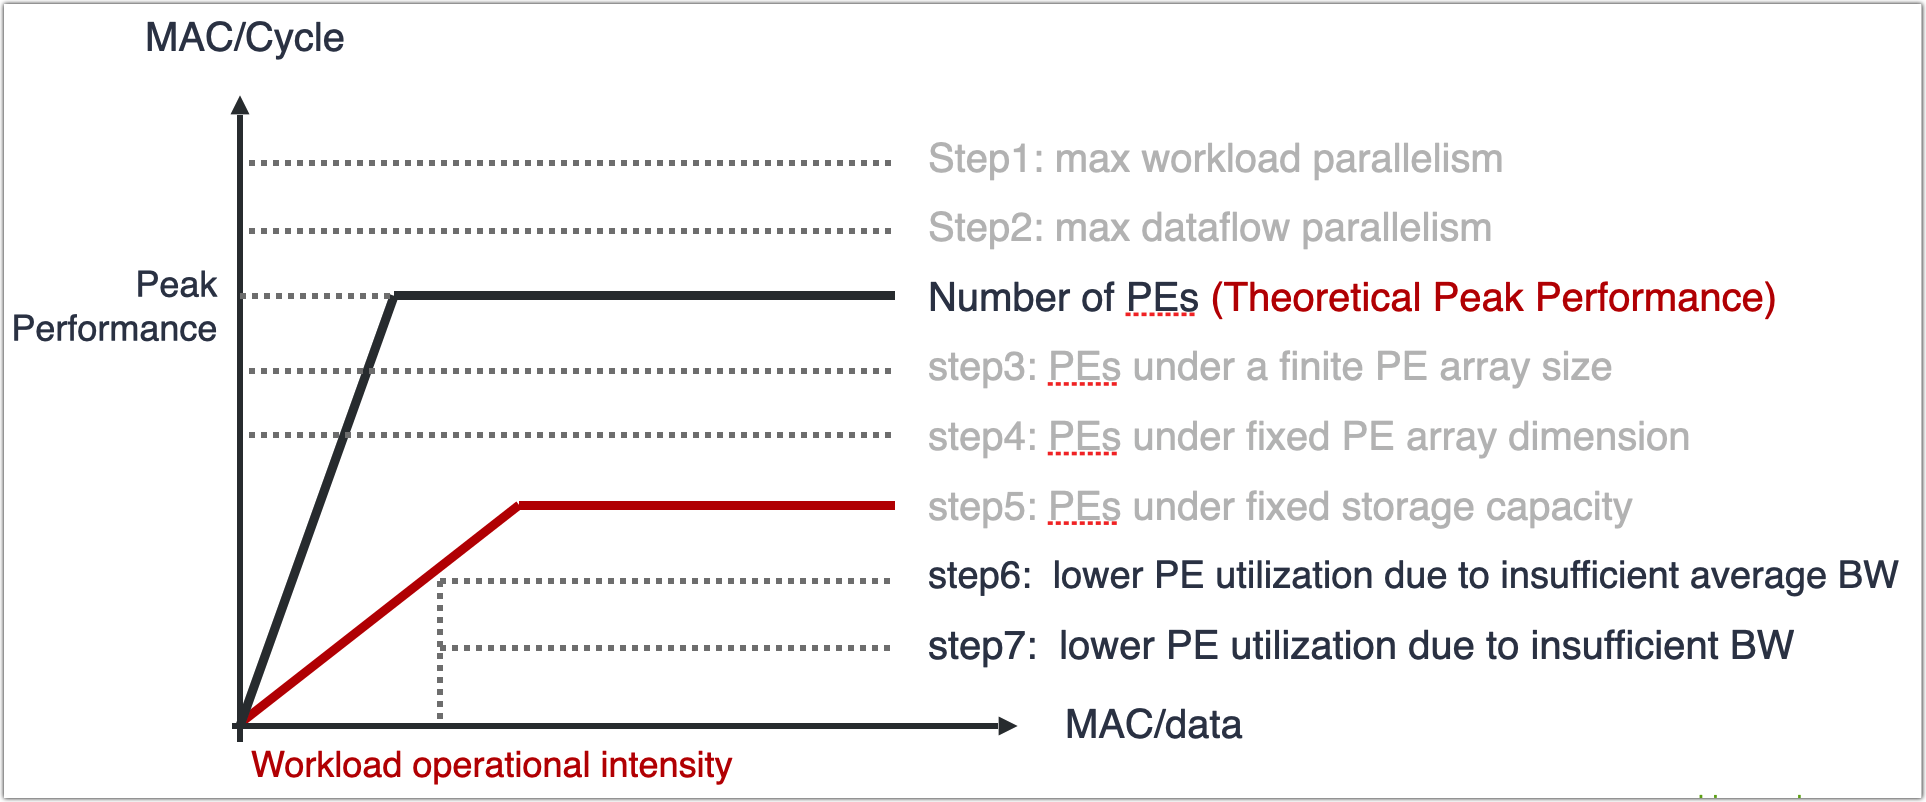 MAC/Cycle
Step1: max workload parallelism
Step2: max dataflow parallelism
Peak
Performance
Number of PEs (Theoretical Peak Performance)
step3: PEs under a finite PE array size
step4: PEs under fixed PE array dimension
step5: PEs under fixed storage capacity
step6: lower PE utilization due to insufficient average BW
step7: lower PE utilization due to insufficient BW
MAC/data
Workload operational intensity